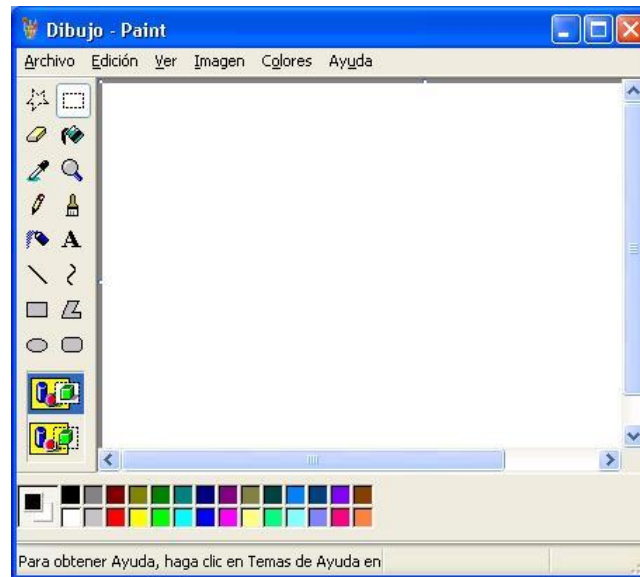 Dibujo - Paint
Archivo Edición Ver Imagen Colores Ayuda
A
Para obtener Ayuda, haga clic en Temas de Ayuda en